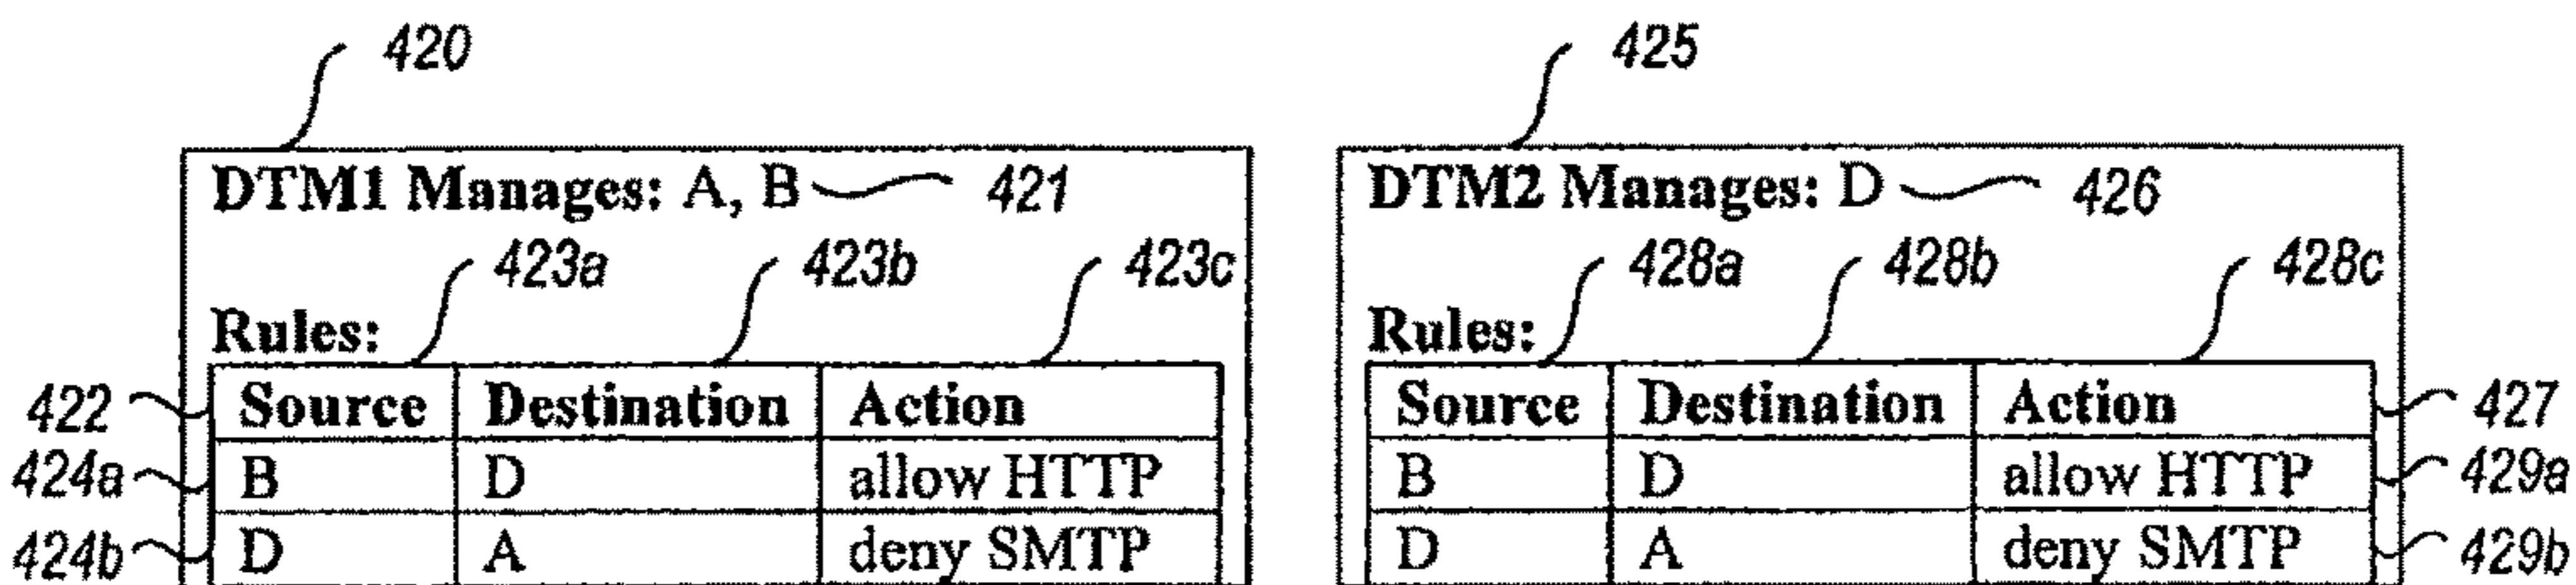 420 425
DTM1 Manages: A, B 421 DTM2 Manages: D 426
423a 423b 423c 428a 428b 428c
Rules: Rules:
422 Source Destination Action Source Destination Action 427
424a B D allow HTTP B D allow HTTP 429a
424b D A deny SMTP D A deny SMTP 429b